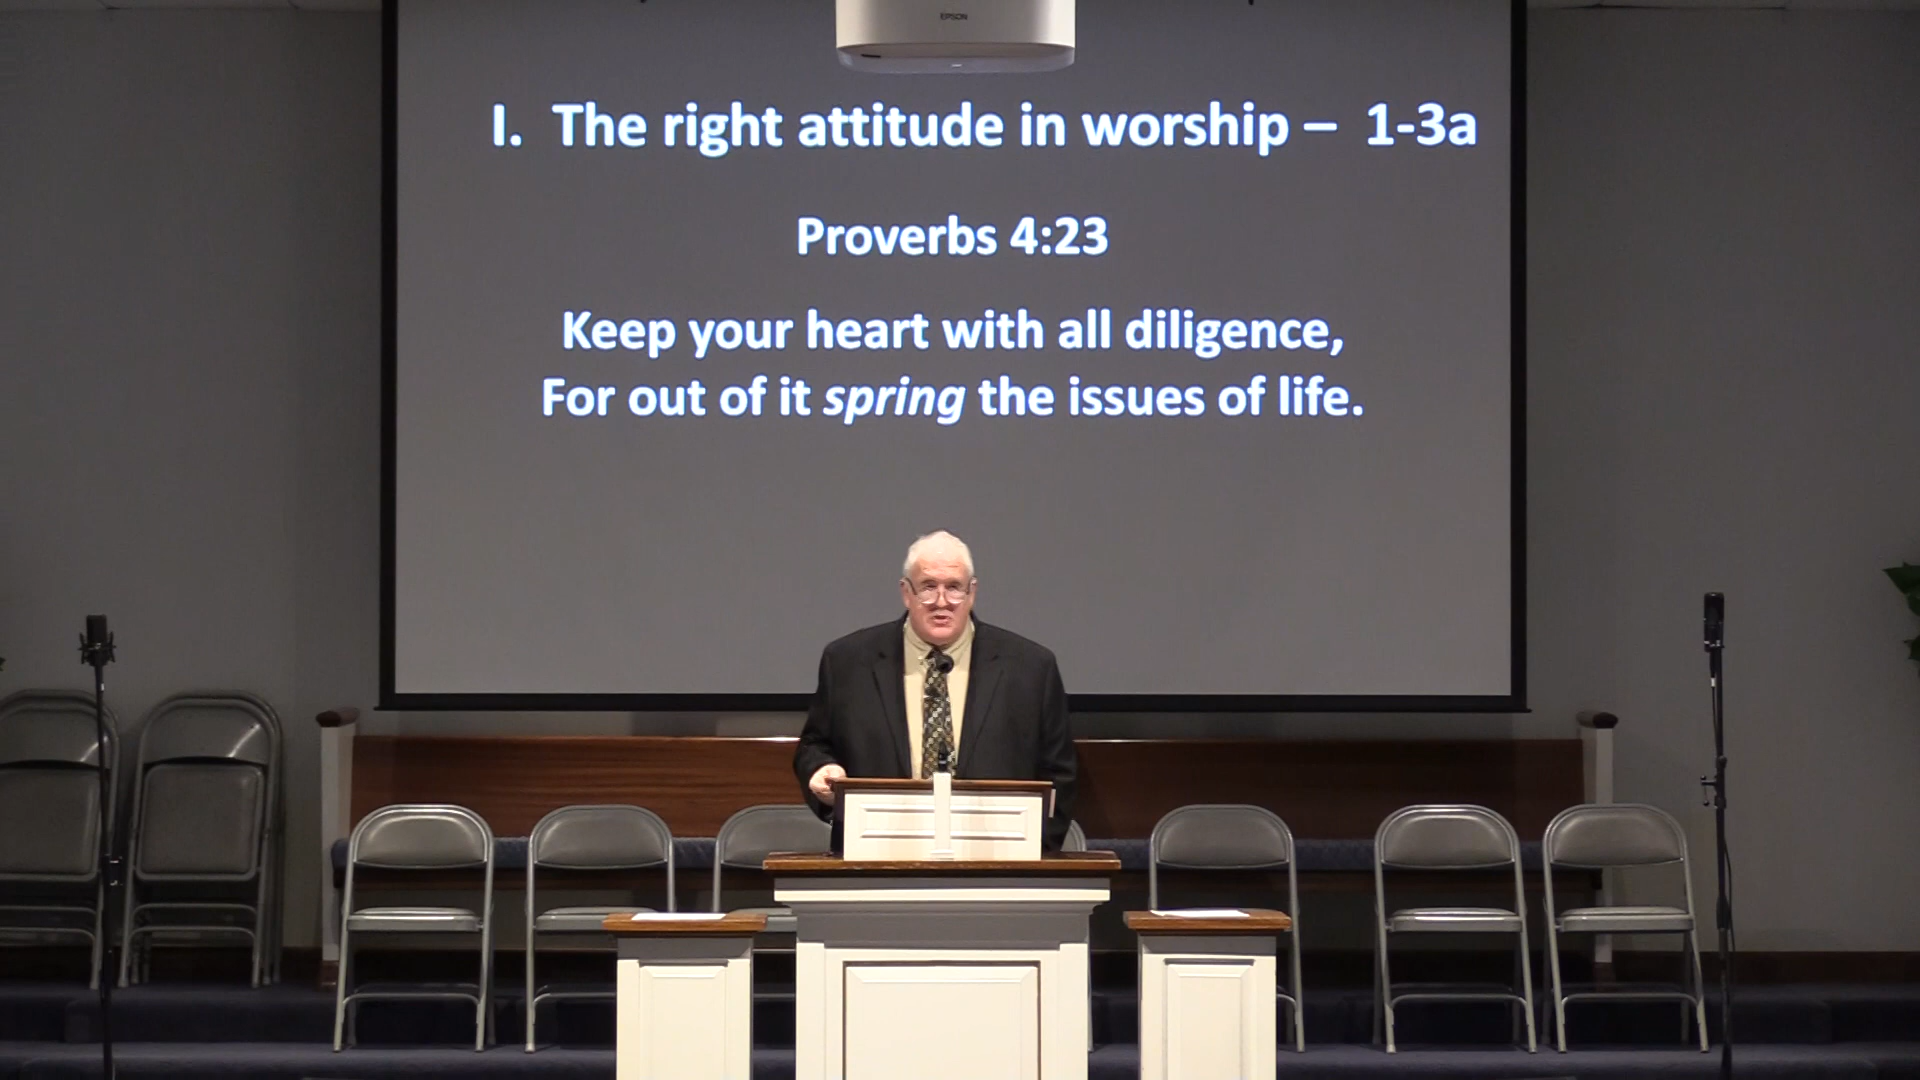 EPSON
I. The right attitude in worship – 1-3a
Proverbs 4:23
Keep your heart with all diligence,
For out of it spring the issues of life.